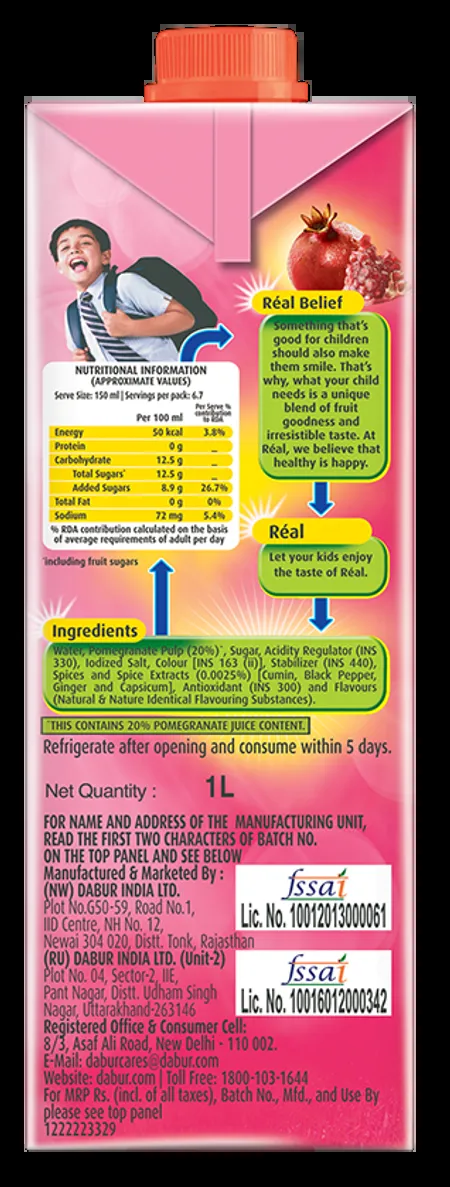 NUTRITIONAL INFORMATION
(APPROXIMATE VALUES)
Serve Size: 150 ml | Servings per pack: 6.7
Per 100 ml
Per Serve %
contribution
to RDA
Energy 50 kcal 3.8%
Protein 0 g _
Carbohydrate 12.5 g _
Total Sugars* 12.5 g _
Added Sugars 8.9 g 26.7%
Total Fat 0 g 0%
Sodium 72 mg 5.4%
% RDA contribution calculated on the basis
of average requirements of adult per day
*including fruit sugars
Réal Belief
Something that's
good for children
should also make
them smile. That's
why, what your child
needs is a unique
blend of fruit
goodness and
irresistible taste. At
Réal, we believe that
healthy is happy.
Réal
Let your kids enjoy
the taste of Réal.
Ingredients
Water, Pomegranate Pulp (20%)*, Sugar, Acidity Regulator (INS
330), Iodized Salt, Colour [INS 163 (ii)], Stabilizer (INS 440),
Spices and Spice Extracts (0.0025%) [Cumin, Black Pepper,
Ginger and Capsicum], Antioxidant (INS 300) and Flavours
(Natural & Nature Identical Flavouring Substances).
*THIS CONTAINS 20% POMEGRANATE JUICE CONTENT.
Refrigerate after opening and consume within 5 days.
Net Quantity : 1L
FOR NAME AND ADDRESS OF THE MANUFACTURING UNIT,
READ THE FIRST TWO CHARACTERS OF BATCH NO.
ON THE TOP PANEL AND SEE BELOW
Manufactured & Marketed By :
(NW) DABUR INDIA LTD.
Plot No.G50-59, Road No.1,
IID Centre, NH No. 12,
Newai 304 020, Distt. Tonk, Rajasthan
(RU) DABUR INDIA LTD. (Unit-2)
Plot No. 04, Sector-2, IIE,
Pant Nagar, Distt. Udham Singh
Nagar, Uttarakhand-263146
fssai
Lic. No. 10012013000061
fssai
Lic. No. 10016012000342
Registered Office & Consumer Cell:
8/3, Asaf Ali Road, New Delhi - 110 002.
E-Mail: daburcares@dabur.com
Website: dabur.com | Toll Free: 1800-103-1644
For MRP Rs. (incl. of all taxes), Batch No., Mfd., and Use By
please see top panel
1222223329